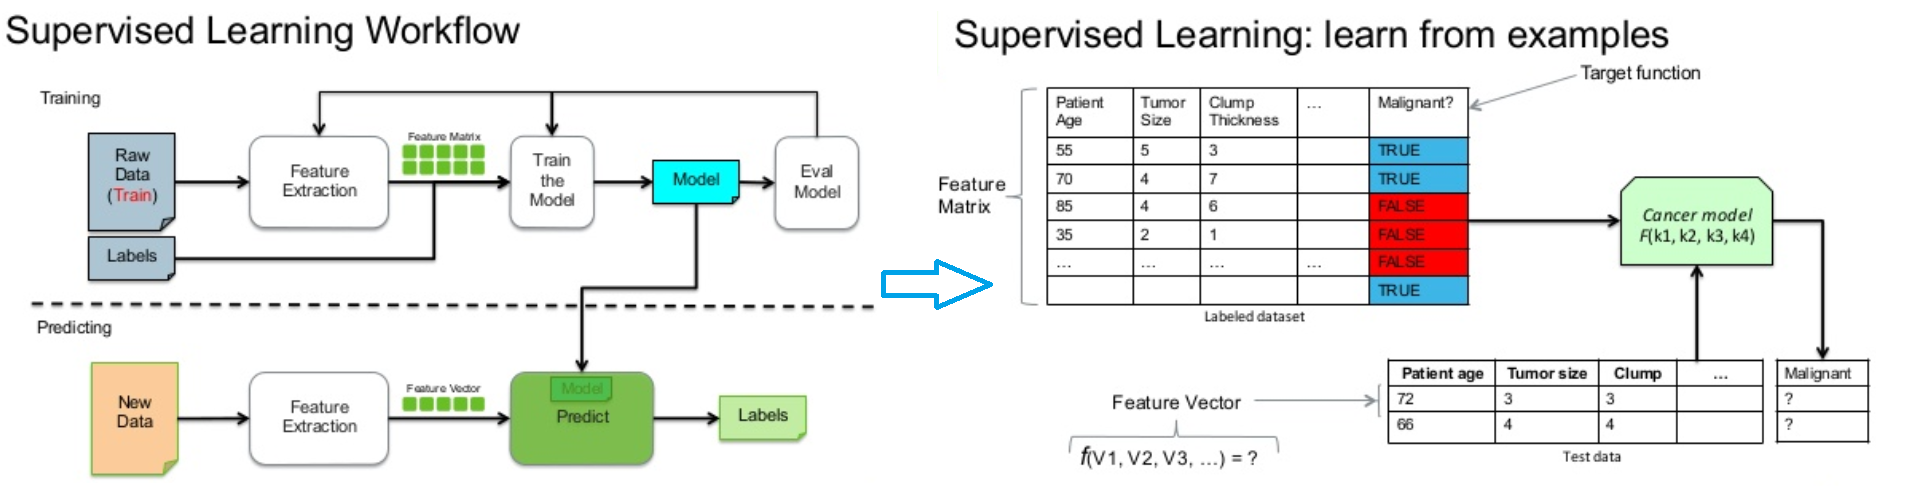 Supervised Learning Workflow
Training
Raw
Data
(Train)
Labels
Feature
Extraction
Feature Matrix
Train
the
Model
Model
Eval
Model
Predicting
New
Data
Feature
Extraction
Feature Vector
Model
Predict
Labels
Supervised Learning: learn from examples
Target function
Feature
Matrix
Patient Age Tumor Size Clump Thickness ... Malignant?
55 5 3 TRUE
70 4 7 TRUE
85 4 6 FALSE
35 2 1 FALSE
... ... ... ... FALSE
TRUE
Labeled dataset
Cancer model
F(k1, k2, k3, k4)
Feature Vector
f(V1, V2, V3, ...) = ?
Patient age Tumor size Clump ... Malignant
72 3 3 ?
66 4 4 ?
Test data